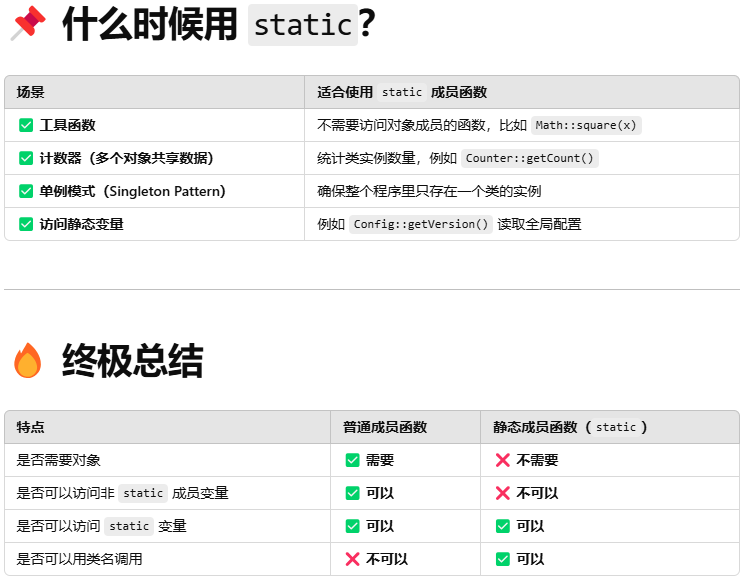 📌 什么时候用 static？
场景 适合使用 static 成员函数
✅ 工具函数 不需要访问对象成员的函数，比如 Math::square(x)
✅ 计数器（多个对象共享数据） 统计类实例数量，例如 Counter::getCount()
✅ 单例模式（Singleton Pattern） 确保整个程序里只存在一个类的实例
✅ 访问静态变量 例如 Config::getVersion() 读取全局配置
🔥 终极总结
特点 普通成员函数 静态成员函数（ static ）
是否需要对象 ✅ 需要 ❌ 不需要
是否可以访问非 static 成员变量 ✅ 可以 ❌ 不可以
是否可以访问 static 变量 ✅ 可以 ✅ 可以
是否可以用类名调用 ❌ 不可以 ✅ 可以